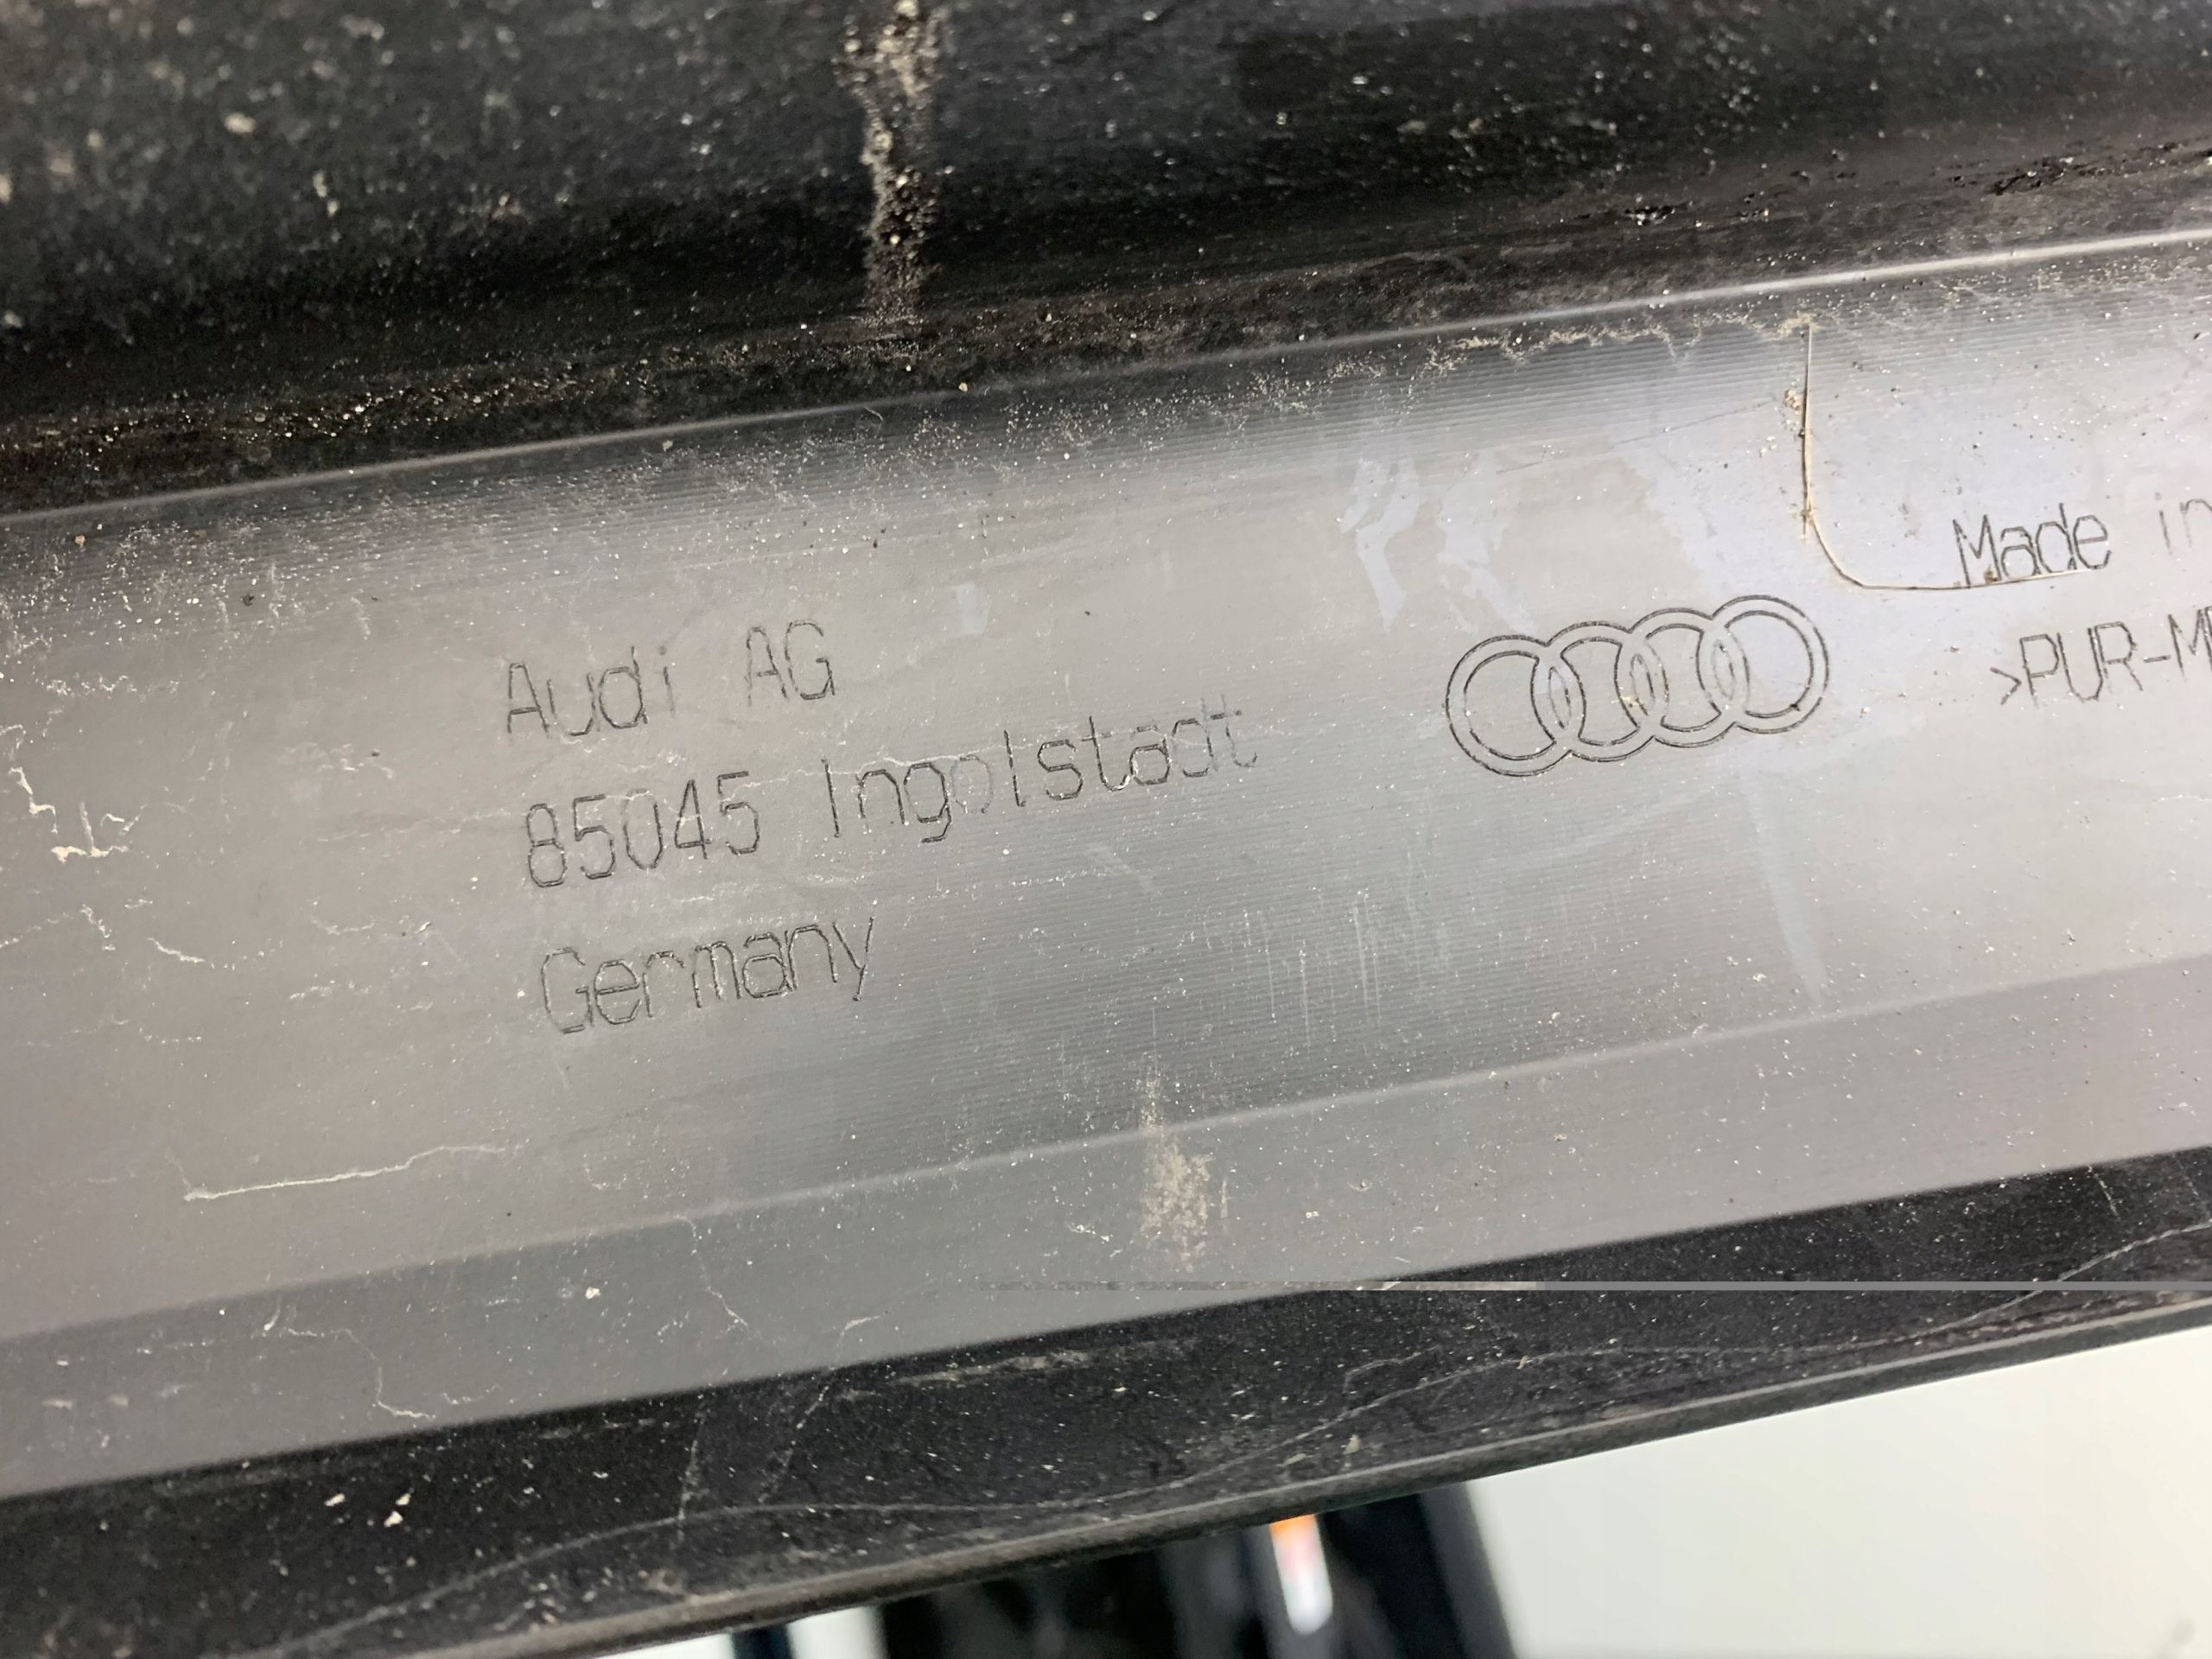 Audi AG
85045 Ingolstadt
Germany
Made in
>PUR-M